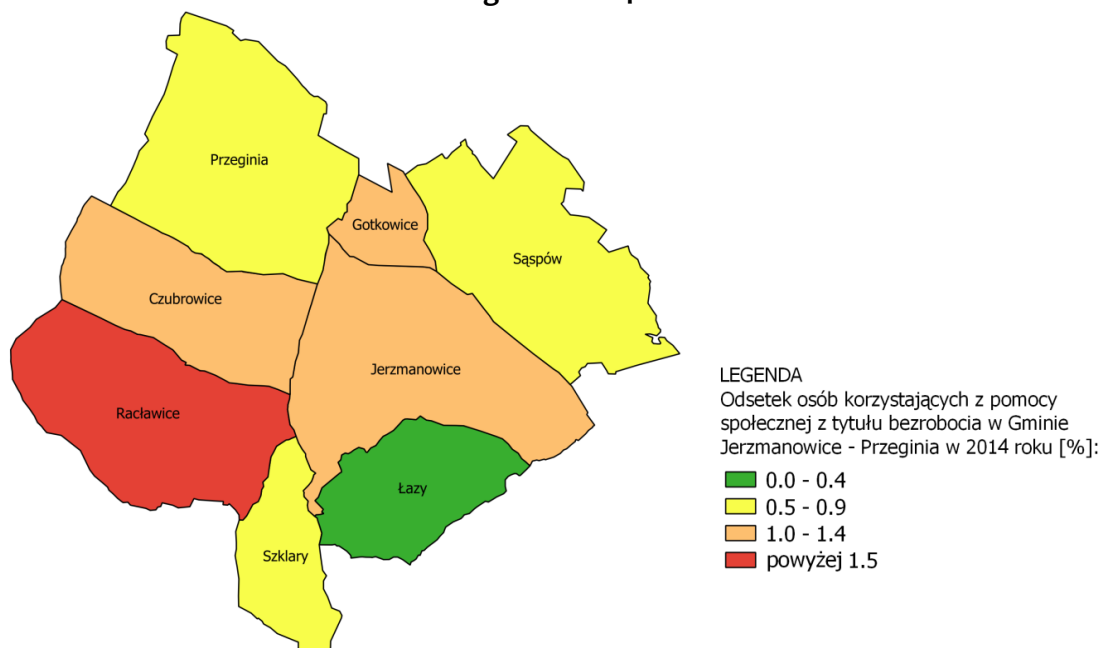 Przeginia
Gotkowice
Sąspów
Czubrowice
Jerzmanowice
Racławice
Łazy
Szklary
LEGENDA
Odsetek osób korzystających z pomocy
społecznej z tytułu bezrobocia w Gminie
Jerzmanowice - Przeginia w 2014 roku [%]:
0.0 - 0.4
0.5 - 0.9
1.0 - 1.4
powyżej 1.5